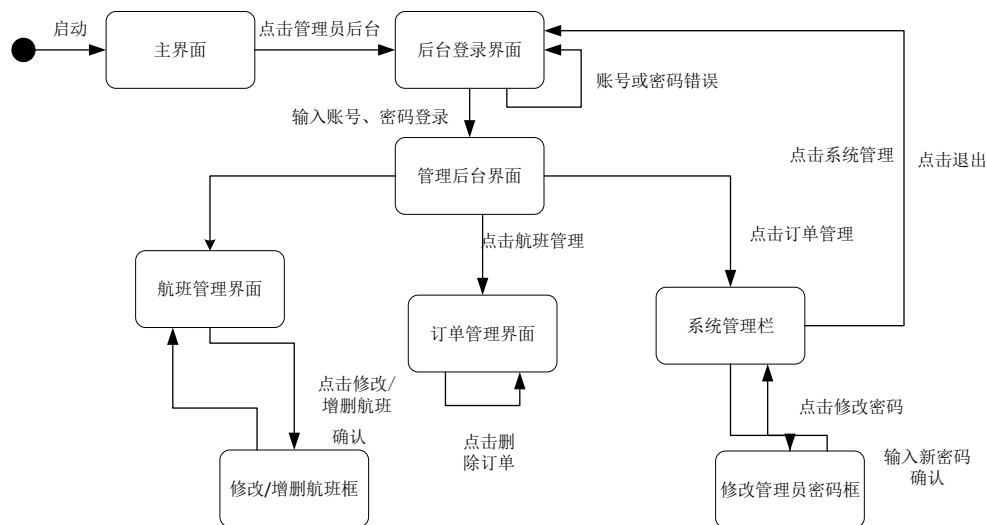 启动
主界面
点击管理员后台
后台登录界面
账号或密码错误
输入账号、密码登录
点击系统管理
点击退出
管理后台界面
点击航班管理
点击订单管理
航班管理界面
订单管理界面
系统管理栏
点击修改/
增删航班
确认
点击删
除订单
点击修改密码
输入新密码
确认
修改/增删航班框
修改管理员密码框